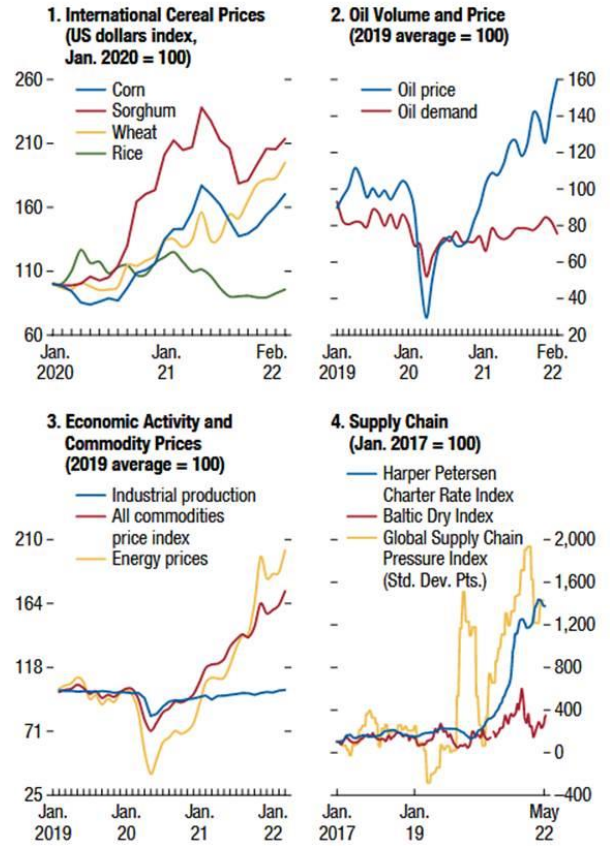 1. International Cereal Prices
(US dollars index,
Jan. 2020 = 100)
260
210
160
110
60
Corn
Sorghum
Wheat
Rice
Jan.
2020
Jan.
21
Feb.
22
2. Oil Volume and Price
(2019 average = 100)
Oil price
Oil demand
160
140
120
100
80
60
40
20
Jan.
2019
Jan.
20
Jan.
21
Feb.
22
3. Economic Activity and
Commodity Prices
(2019 average = 100)
Industrial production
All commodities
price index
Energy prices
210
164
118
71
25
Jan.
2019
Jan.
20
Jan.
21
Jan.
22
4. Supply Chain
(Jan. 2017 = 100)
Harper Petersen
Charter Rate Index
Baltic Dry Index
Global Supply Chain
Pressure Index
(Std. Dev. Pts.)
2,000
1,600
1,200
800
400
0
–400
Jan.
2017
Jan.
19
May
22